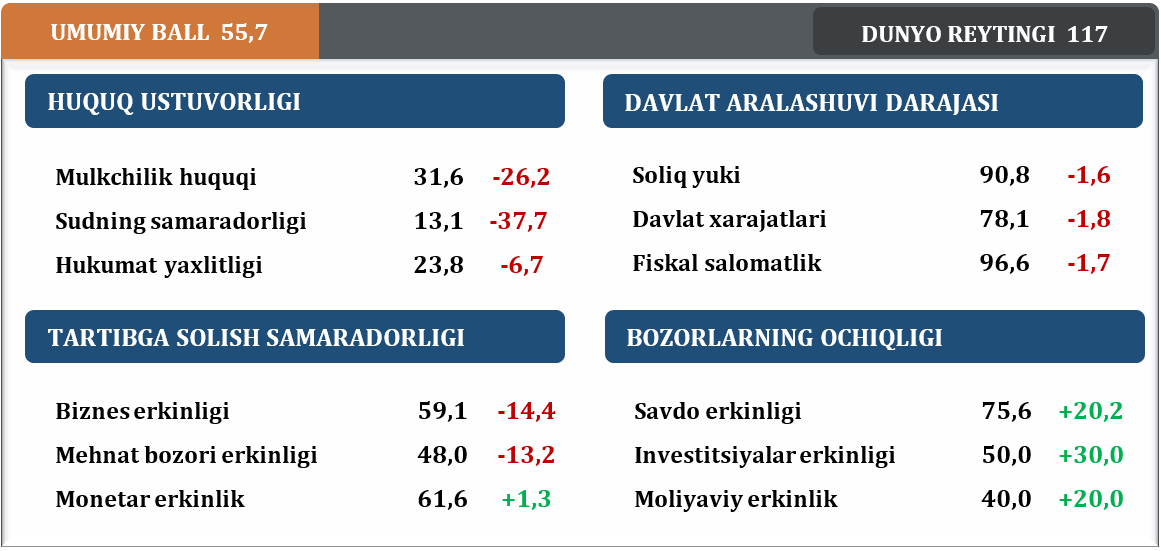 UMUMIY BALL 55,7
DUNYO REYTINGI 117
HUQUQ USTUVORLIGI
Mulkchilik huquqi 31,6 -26,2
Sudning samaradorligi 13,1 -37,7
Hukumat yaxlitligi 23,8 -6,7
DAVLAT ARALASHUVI DARAJASI
Soliq yuki 90,8 -1,6
Davlat xarajatlari 78,1 -1,8
Fiskal salomatlik 96,6 -1,7
TARTIBGA SOLISH SAMARADORLIGI
Biznes erkinligi 59,1 -14,4
Mehnat bozori erkinligi 48,0 -13,2
Monetar erkinlik 61,6 +1,3
BOZORLARNING OCHIQLIGI
Savdo erkinligi 75,6 +20,2
Investitsiyalar erkinligi 50,0 +30,0
Moliyaviy erkinlik 40,0 +20,0